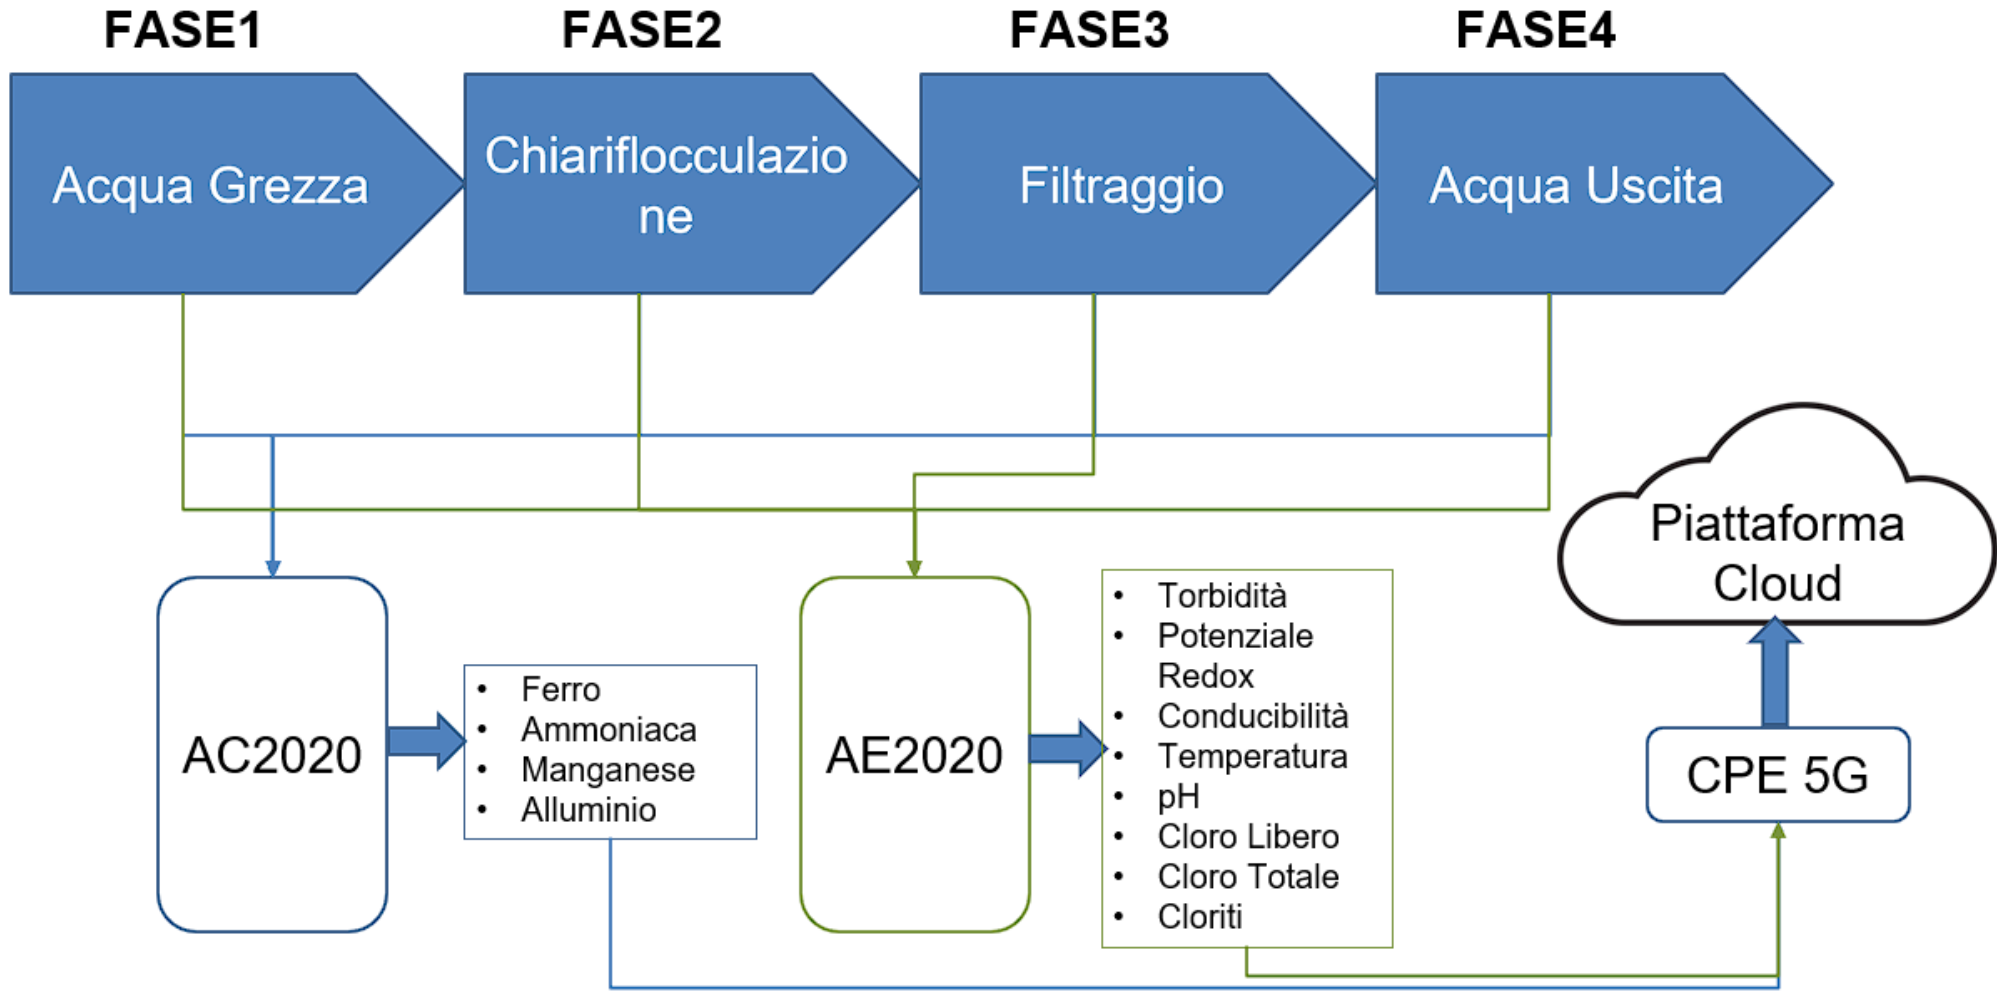 FASE1
FASE2
FASE3
FASE4
Acqua Grezza
Chiariflocculazio
ne
Filtraggio
Acqua Uscita
Piattaforma
Cloud
AC2020
• Ferro
• Ammoniaca
• Manganese
• Alluminio
AE2020
• Torbidità
• Potenziale
Redox
• Conducibilità
• Temperatura
• pH
• Cloro Libero
• Cloro Totale
• Cloriti
CPE 5G